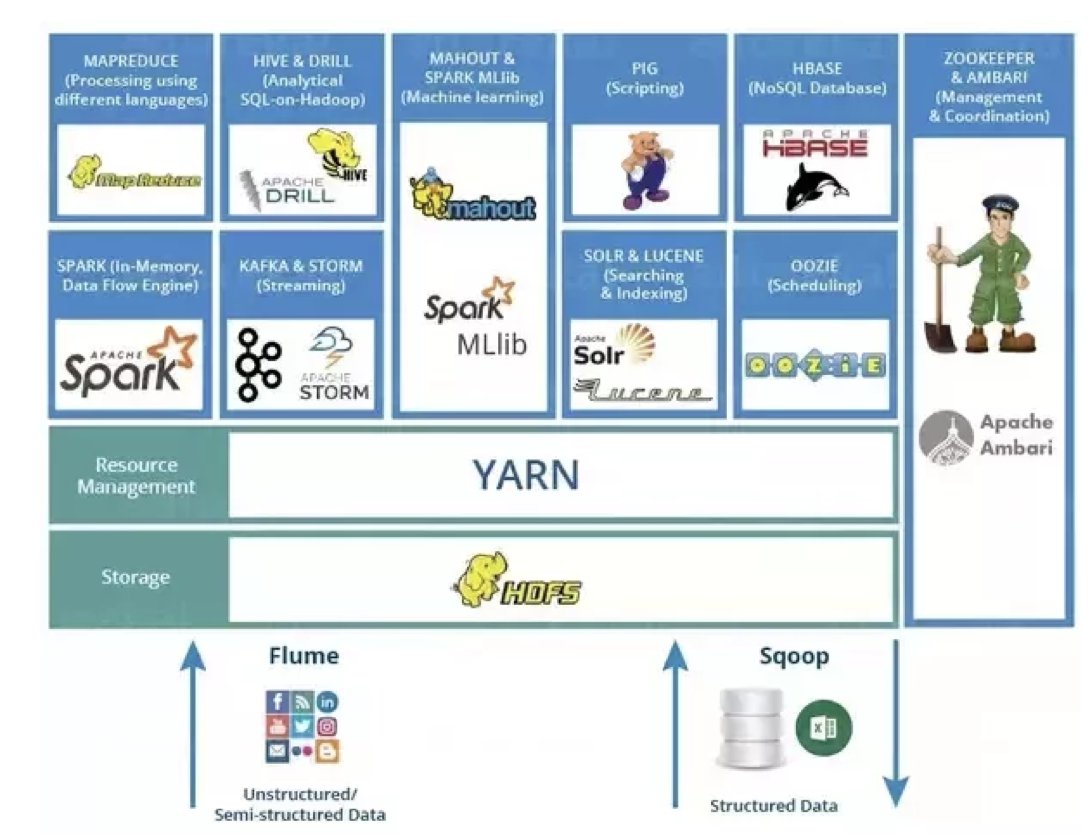 MAPREDUCE
(Processing using
different languages)
Map Reduce
HIVE & DRILL
(Analytical
SQL-on-Hadoop)
HIVE
APACHE
DRILL
MAHOUT &
SPARK MLlib
(Machine learning)
mahout
Spark
MLlib
PIG
(Scripting)
HBASE
(NoSQL Database)
APACHE
HBASE
ZOOKEEPER
& AMBARI
(Management
& Coordination)
Apache
Ambari
SPARK (In-Memory,
Data Flow Engine)
APACHE
Spark
KAFKA & STORM
(Streaming)
APACHE
STORM
SOLR & LUCENE
(Searching
& Indexing)
Apache
Solr
Lucene
OOZIE
(Scheduling)
OOZIE
Resource
Management
YARN
Storage
HDFS
Flume
Unstructured/
Semi-structured Data
Sqoop
Structured Data